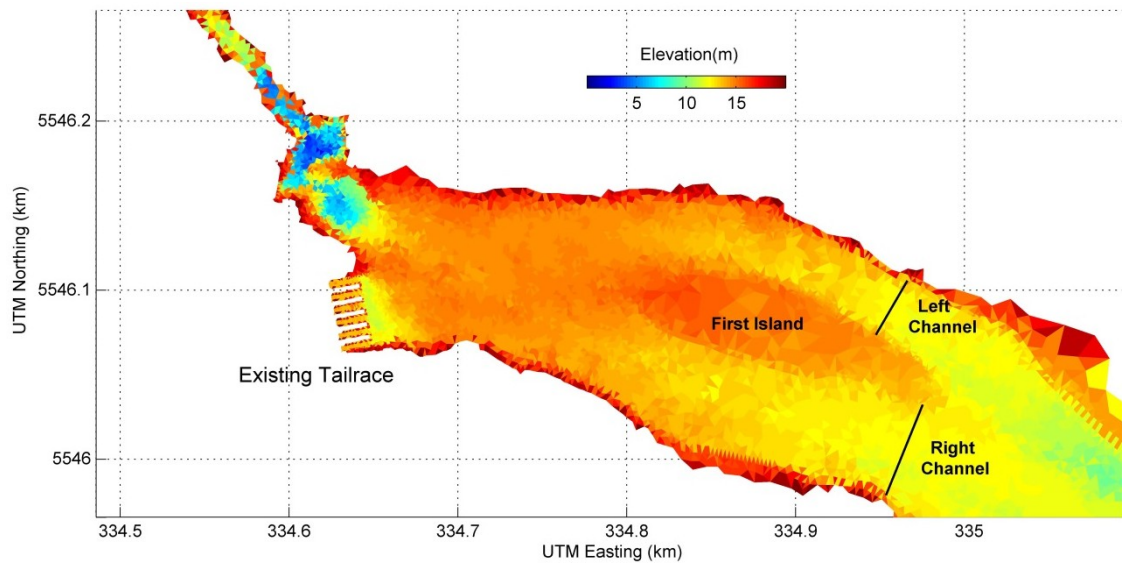 Elevation(m)
5 10 15
5546.2
UTM Northing (km)
5546.1
First Island
Left
Channel
Existing Tailrace
5546
Right
Channel
334.5 334.6 334.7 334.8 334.9 335
UTM Easting (km)